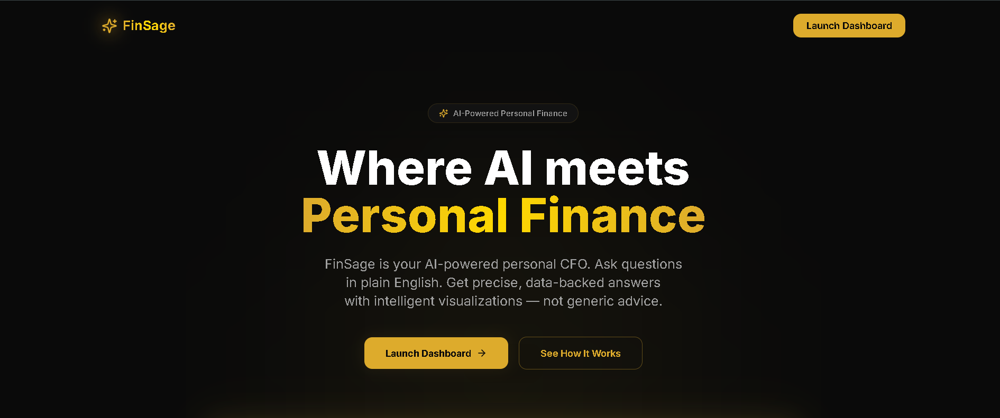 FinSage
Launch Dashboard
AI-Powered Personal Finance
Where AI meets
Personal Finance
FinSage is your AI-powered personal CFO. Ask questions
in plain English. Get precise, data-backed answers
with intelligent visualizations — not generic advice.
Launch Dashboard →
See How It Works